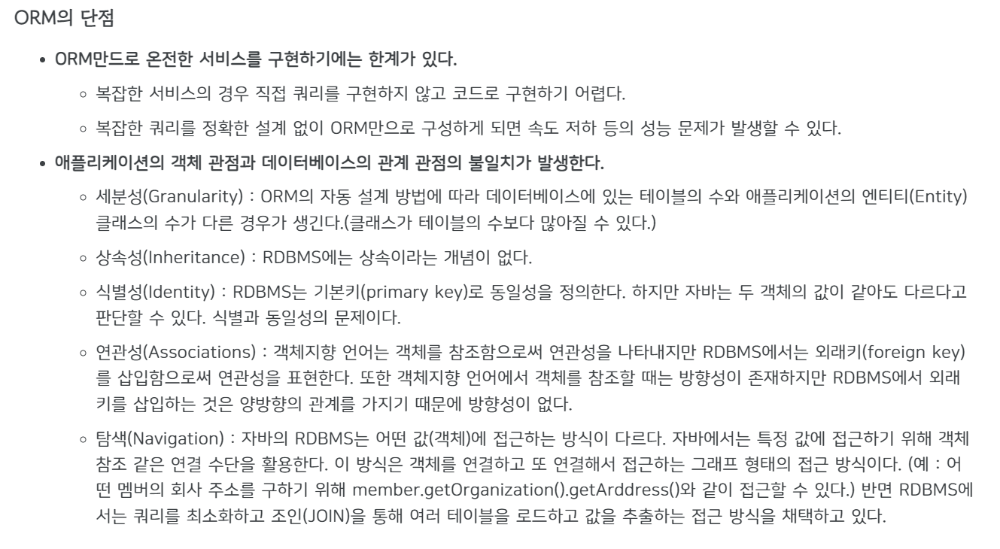 ORM의 단점
• ORM만드로 온전한 서비스를 구현하기에는 한계가 있다.
◦ 복잡한 서비스의 경우 직접 쿼리를 구현하지 않고 코드로 구현하기 어렵다.
◦ 복잡한 쿼리를 정확한 설계 없이 ORM만으로 구성하게 되면 속도 저하 등의 성능 문제가 발생할 수 있다.
• 애플리케이션의 객체 관점과 데이터베이스의 관계 관점의 불일치가 발생한다.
◦ 세분성(Granularity) : ORM의 자동 설계 방법에 따라 데이터베이스에 있는 테이블의 수와 애플리케이션의 엔티티(Entity)
클래스의 수가 다른 경우가 생긴다.(클래스가 테이블의 수보다 많아질 수 있다.)
◦ 상속성(Inheritance) : RDBMS에는 상속이라는 개념이 없다.
◦ 식별성(Identity) : RDBMS는 기본키(primary key)로 동일성을 정의한다. 하지만 자바는 두 객체의 값이 같아도 다르다고
판단할 수 있다. 식별과 동일성의 문제이다.
◦ 연관성(Associations) : 객체지향 언어는 객체를 참조함으로써 연관성을 나타내지만 RDBMS에서는 외래키(foreign key)
를 삽입함으로써 연관성을 표현한다. 또한 객체지향 언어에서 객체를 참조할 때는 방향성이 존재하지만 RDBMS에서 외래
키를 삽입하는 것은 양방향의 관계를 가지기 때문에 방향성이 없다.
◦ 탐색(Navigation) : 자바의 RDBMS는 어떤 값(객체)에 접근하는 방식이 다르다. 자바에서는 특정 값에 접근하기 위해 객체
참조 같은 연결 수단을 활용한다. 이 방식은 객체를 연결하고 또 연결해서 접근하는 그래프 형태의 접근 방식이다. (예 : 어
떤 멤버의 회사 주소를 구하기 위해 member.getOrganization().getArddress()와 같이 접근할 수 있다.) 반면 RDBMS에
서는 쿼리를 최소화하고 조인(JOIN)을 통해 여러 테이블을 로드하고 값을 추출하는 접근 방식을 채택하고 있다.